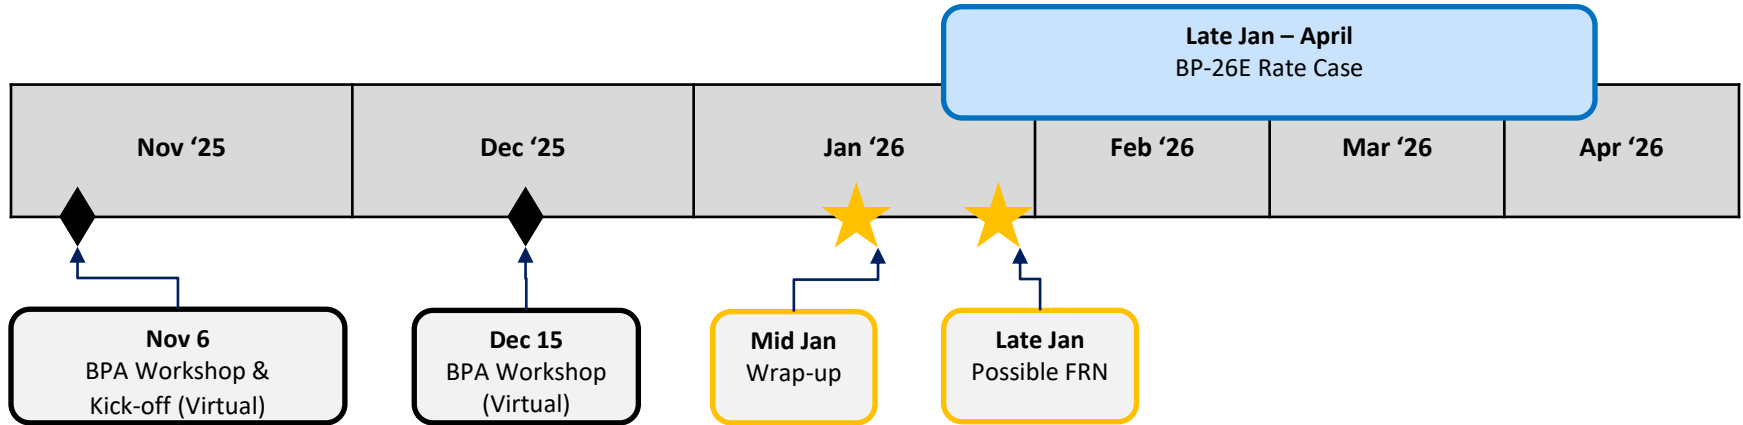 Late Jan – April
BP-26E Rate Case
Nov ‘25
Dec ‘25
Jan ‘26
Feb ‘26
Mar ‘26
Apr ‘26
Nov 6
BPA Workshop &
Kick-off (Virtual)
Dec 15
BPA Workshop
(Virtual)
Mid Jan
Wrap-up
Late Jan
Possible FRN